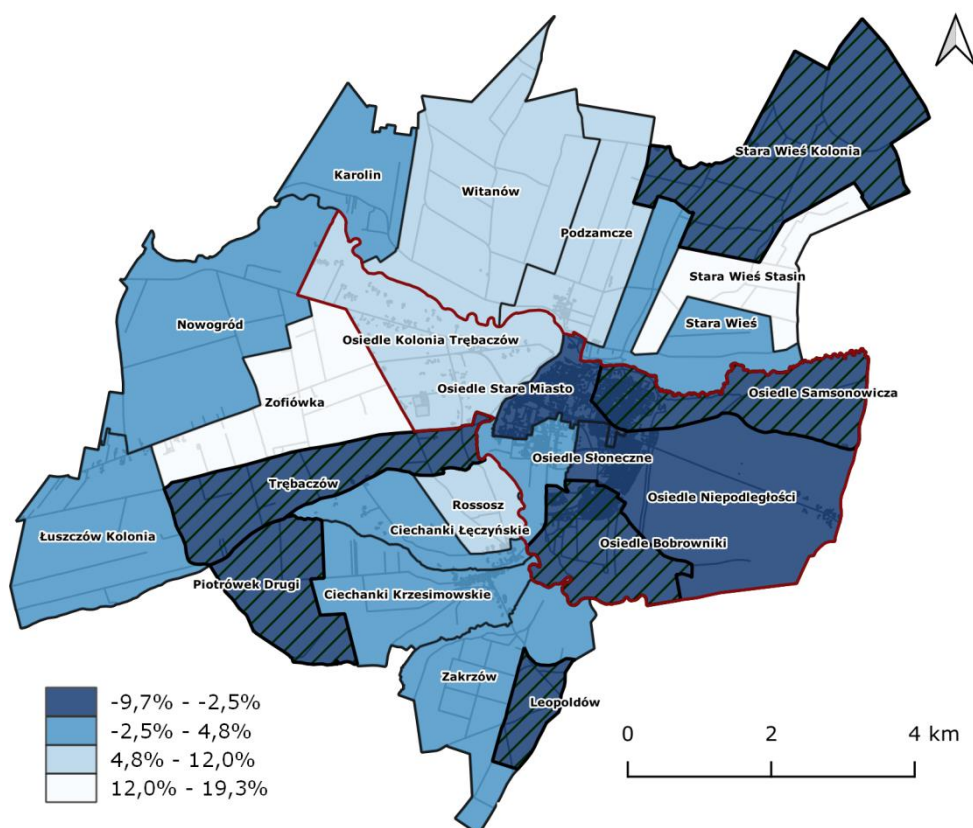 Stara Wieś Kolonia
Karolin
Witanów
Podzamcze
Stara Wieś Stasin
Nowogród
Stara Wieś
Osiedle Kolonia Trębaczów
Osiedle Stare Miasto
Osiedle Samsonowicza
Zofiówka
Osiedle Słoneczne
Trębaczów
Osiedle Niepodległości
Rossosz
Łuszczów Kolonia
Ciechanki Łęczyńskie
Osiedle Bobrowniki
Piotrówek Drugi
Ciechanki Krzesimowskie
Zakrzów
Leopoldów
-9,7% - -2,5%
-2,5% - 4,8%
4,8% - 12,0%
12,0% - 19,3%
0 2 4 km